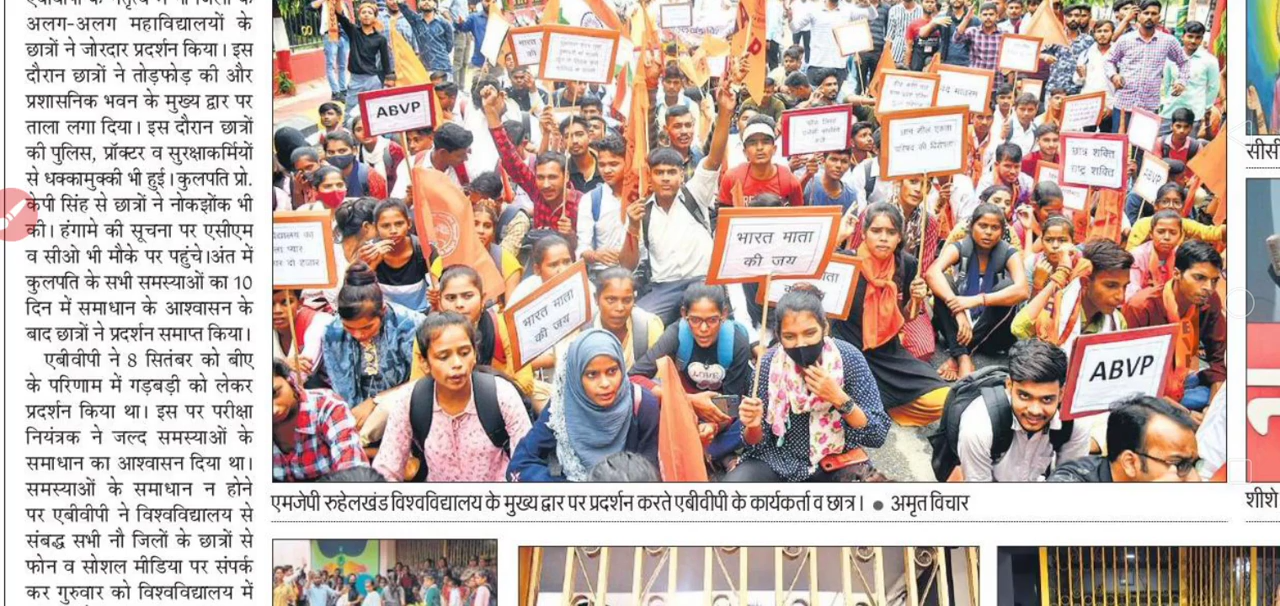 अलग-अलग महाविद्यालयों के
छात्रों ने जोरदार प्रदर्शन किया। इस
दौरान छात्रों ने तोड़फोड़ की और
प्रशासनिक भवन के मुख्य द्वार पर
ताला लगा दिया। इस दौरान छात्रों
की पुलिस, प्रॉक्टर व सुरक्षाकर्मियों
से धक्कामुक्की भी हुई। कुलपति प्रो.
केपी सिंह से छात्रों ने नोकझोंक भी
की। हंगामे की सूचना पर एसीएम
व सीओ भी मौके पर पहुंचे।अंत में
कुलपति के सभी समस्याओं का 10
दिन में समाधान के आश्वासन के
बाद छात्रों ने प्रदर्शन समाप्त किया।
एबीवीपी ने 8 सितंबर को बीए
के परिणाम में गड़बड़ी को लेकर
प्रदर्शन किया था। इस पर परीक्षा
नियंत्रक ने जल्द समस्याओं के
समाधान का आश्वासन दिया था।
समस्याओं के समाधान न होने
पर एबीवीपी ने विश्वविद्यालय से
संबद्ध सभी नौ जिलों के छात्रों से
फोन व सोशल मीडिया पर संपर्क
कर गुरुवार को विश्वविद्यालय में
ABVP
छात्र शक्ति
राष्ट्र शक्ति
ABVP
भारत माता
की जय
भारत माता
की जय
ABVP
एमजेपी रुहेलखंड विश्वविद्यालय के मुख्य द्वार पर प्रदर्शन करते एबीवीपी के कार्यकर्ता व छात्र। ● अमृत विचार
सीसी
शीशे